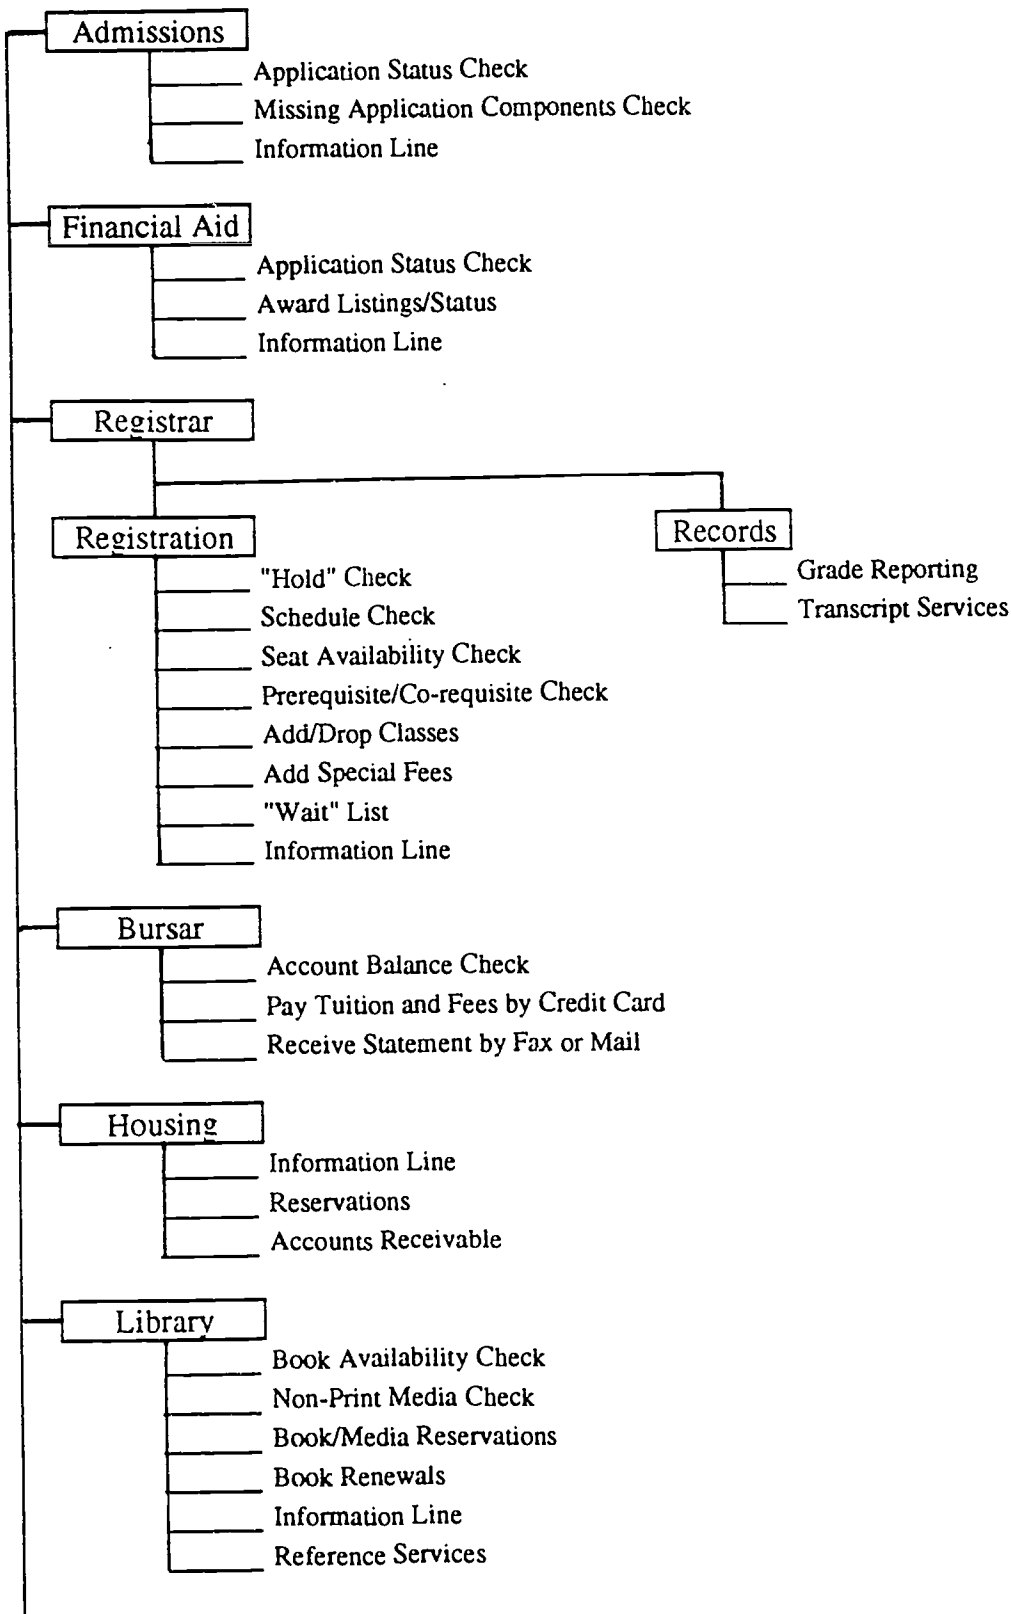 Admissions
Application Status Check
Missing Application Components Check
Information Line
Financial Aid
Application Status Check
Award Listings/Status
Information Line
Registrar
Registration
"Hold" Check
Schedule Check
Seat Availability Check
Prerequisite/Co-requisite Check
Add/Drop Classes
Add Special Fees
"Wait" List
Information Line
Records
Grade Reporting
Transcript Services
Bursar
Account Balance Check
Pay Tuition and Fees by Credit Card
Receive Statement by Fax or Mail
Housing
Information Line
Reservations
Accounts Receivable
Library
Book Availability Check
Non-Print Media Check
Book/Media Reservations
Book Renewals
Information Line
Reference Services